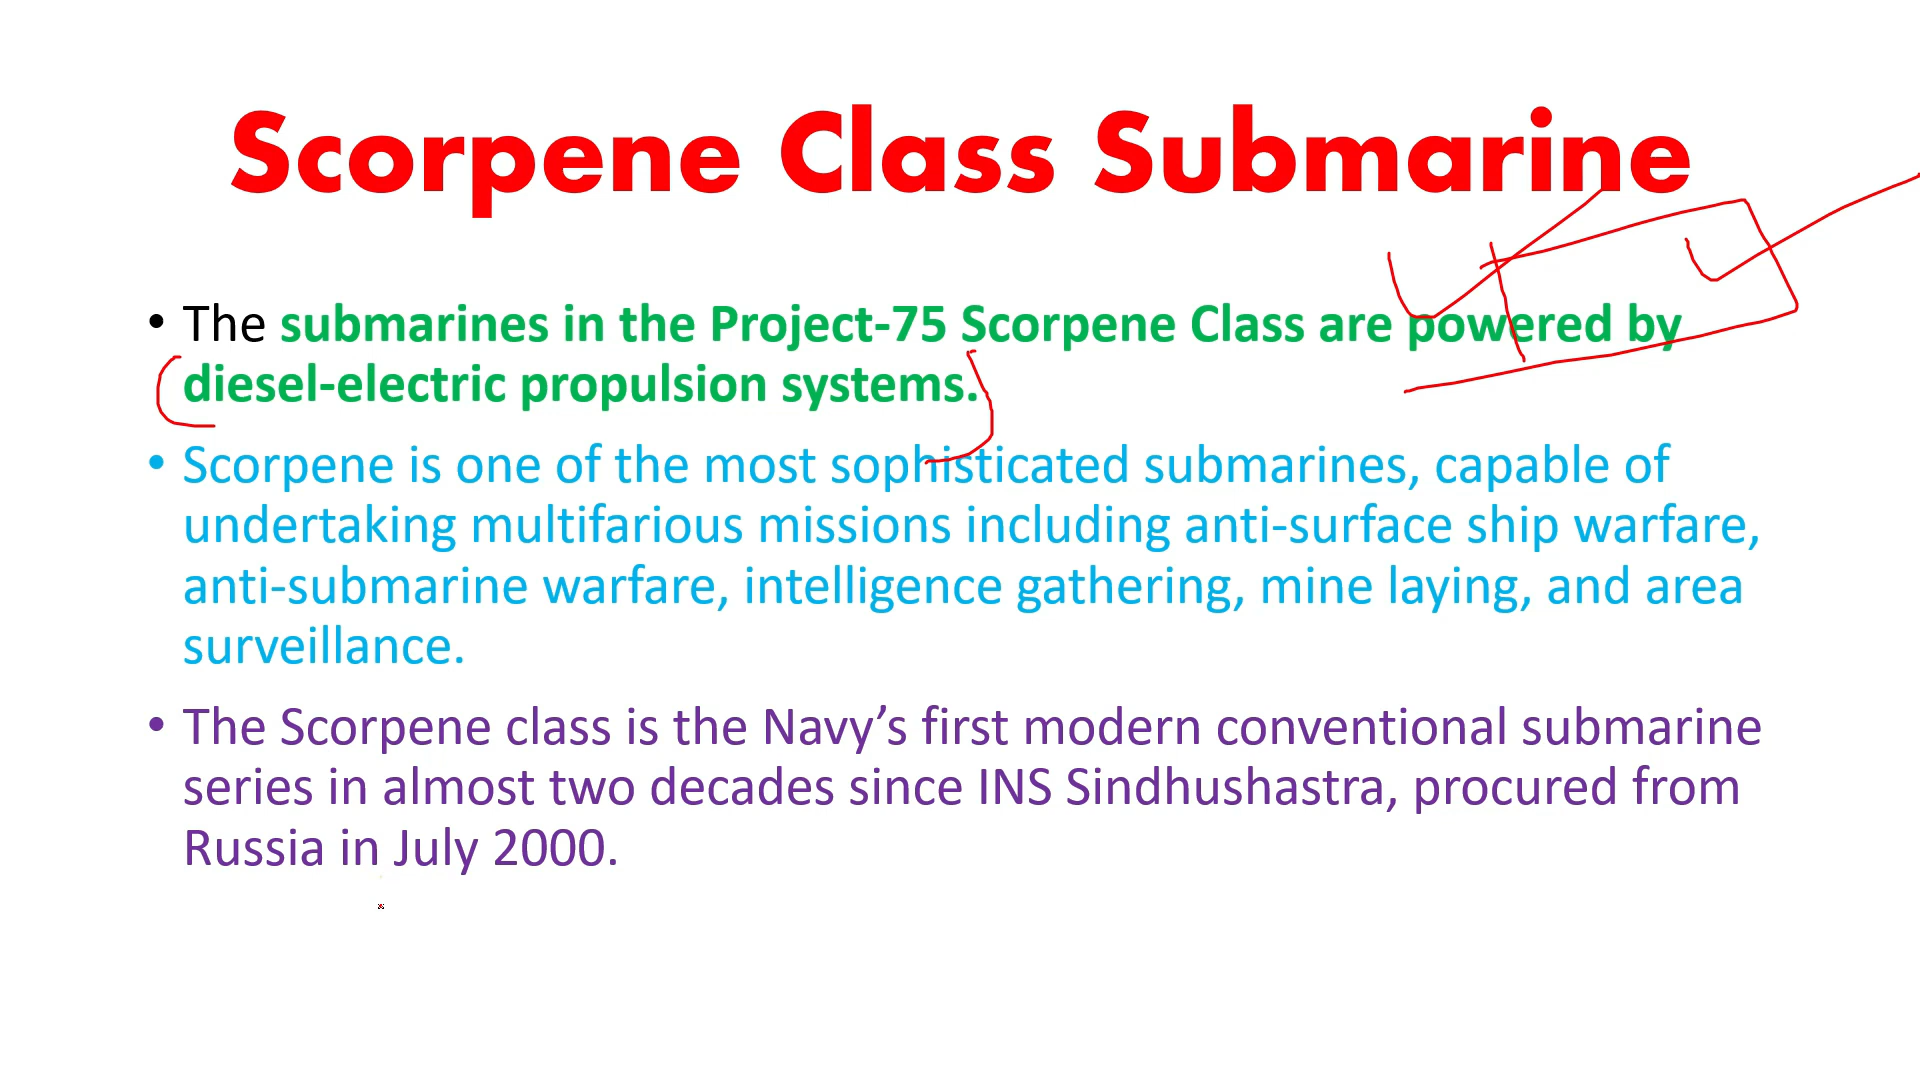 Scorpene Class Submarine
• The submarines in the Project-75 Scorpene Class are powered by
diesel-electric propulsion systems.
• Scorpene is one of the most sophisticated submarines, capable of
undertaking multifarious missions including anti-surface ship warfare,
anti-submarine warfare, intelligence gathering, mine laying, and area
surveillance.
• The Scorpene class is the Navy’s first modern conventional submarine
series in almost two decades since INS Sindhushastra, procured from
Russia in July 2000.